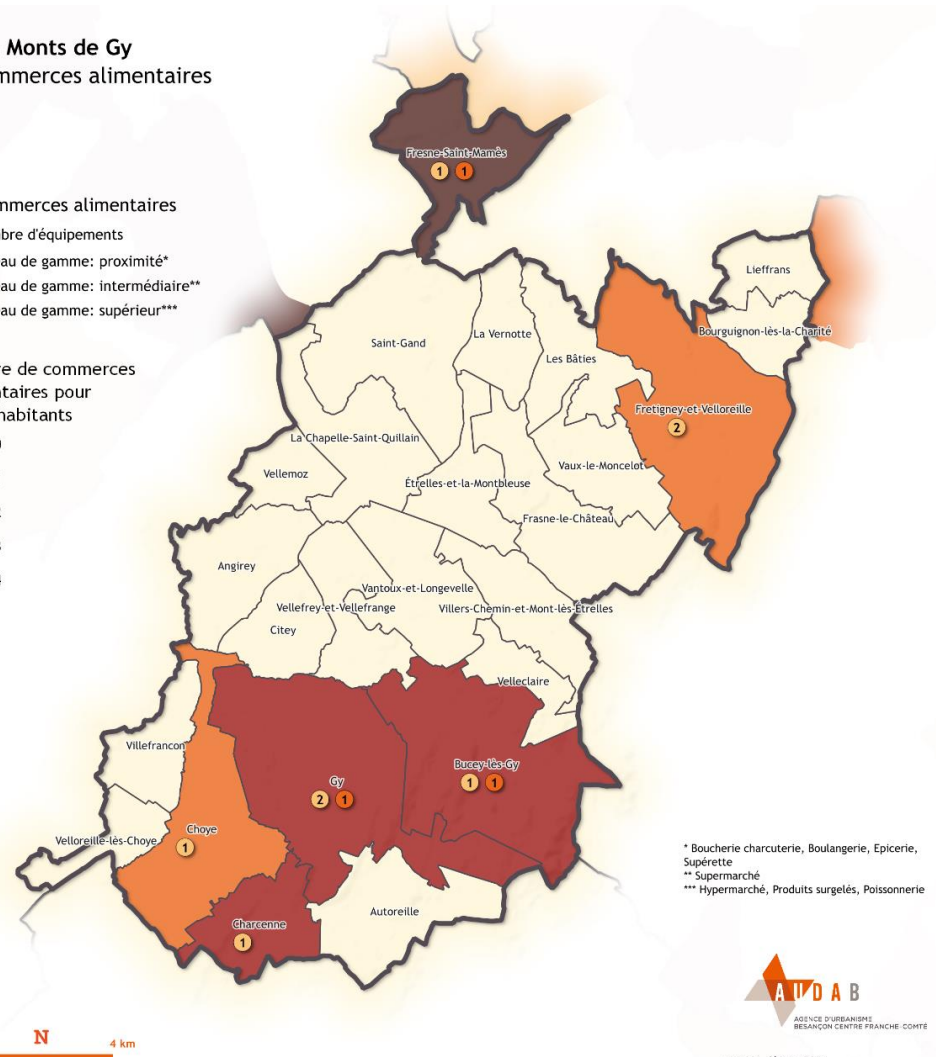 Monts de Gy
mmerces alimentaires
mmerces alimentaires
bre d'équipements
au de gamme: proximité*
au de gamme: intermédiaire**
au de gamme: supérieur***
re de commerces
ntaires pour
habitants
Fresne-Saint-Mamès
1 1
Lieffrans
Bourguignon-lès-la-Charité
La Vernotte
Saint-Gand
Les Bâties
Fretigney-et-Velloreille
2
La Chapelle-Saint-Quillain
Vaux-le-Moncelot
Vellemoz
Étrelles-et-la-Montbleuse
Frasne-le-Château
Angirey
Vantoux-et-Longevelle
Vellefrey-et-Vellefrange
Villers-Chemin-et-Mont-lès-Étrelles
Citey
Velleclaire
Villefrancon
Bucey-lès-Gy
1 1
Gy
2 1
Choye
1
Velloreille-lès-Choye
Autoreille
Charcenne
1
* Boucherie charcuterie, Boulangerie, Epicerie,
Supérette
** Supermarché
*** Hypermarché, Produits surgelés, Poissonnerie
AUDAB
AGENCE D'URBANISME
BESANÇON CENTRE FRANCHE-COMTÉ
N
4 km